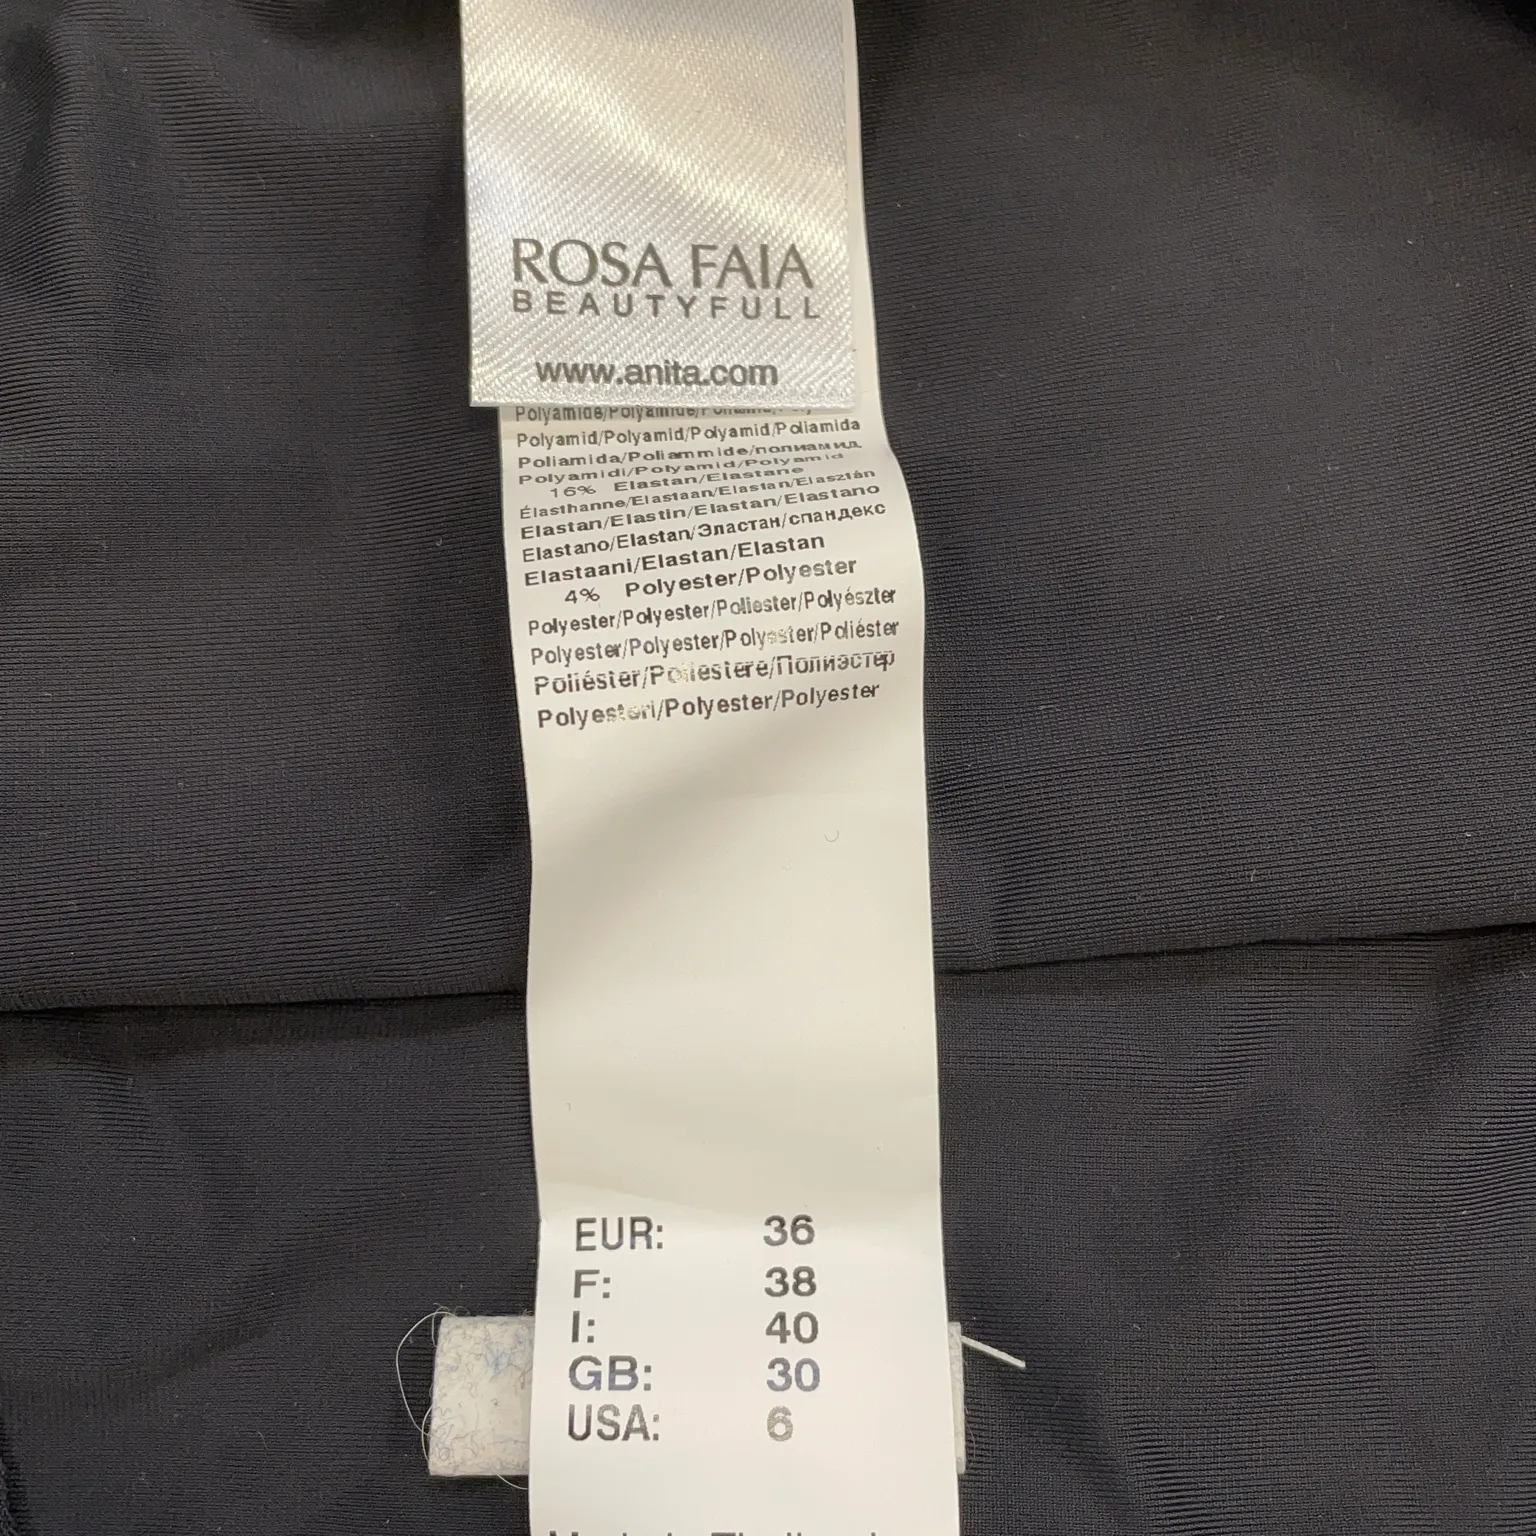 ROSA FAIA
BEAUTYFULL
www.anita.com
Polyamide/Polyamide/
Polyamid/Polyamid/Polyamid/Poliamida
Poliamida/Poliammide/полиамид
Polyamidi/Polyamid/Polyamid
16% Elastan/Elastane
Élasthanne/Elastaan/Elastan/Elasztán
Elastan/Elastin/Elastan/Elastano
Elastano/Elastan/Эластан/спандекс
Elastaani/Elastan/Elastan
4% Polyester/Polyester
Polyester/Polyester/Poliester/Polyészter
Polyester/Polyester/Polyester/Poliéster
Poliéster/Poliestere/Полиэстер
Polyesteri/Polyester/Polyester
EUR: 36
F: 38
I: 40
GB: 30
USA: 6